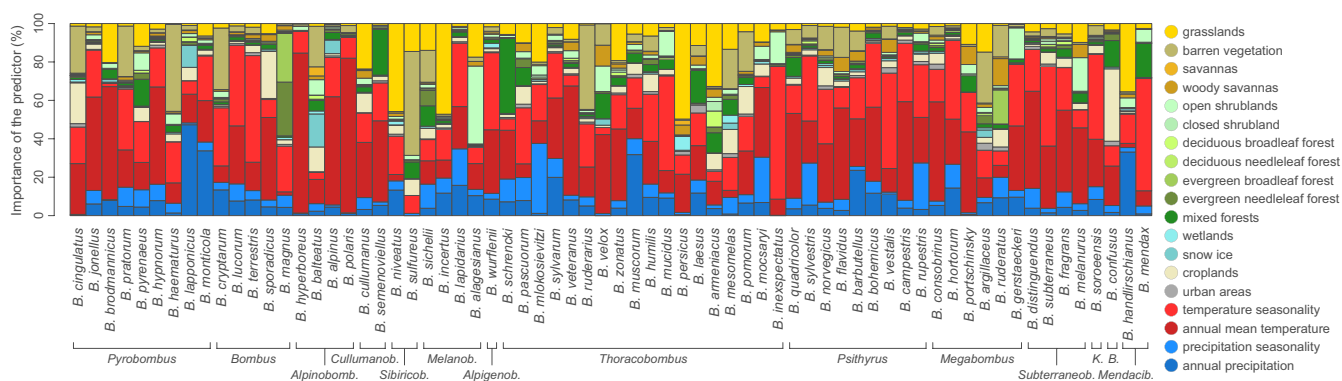 Importance of the predictor (%)
100
80
60
40
20
0
B. cingulatus
B. jonellus
B. brodmannicus
B. pratorum
B. pyrenaeus
B. hypnorum
B. haematurus
B. lapponicus
B. monticola
B. cryptarum
B. lucorum
B. terrestris
B. sporadicus
B. magnus
B. hyperboreus
B. balteatus
B. alpinus
B. polaris
B. cullumanus
B. semenoviellus
B. niveatus
B. sulfureus
B. sichelii
B. incertus
B. lapidarius
B. alagesianus
B. wurflenii
B. schrencki
B. pascuorum
B. mlokosievitzi
B. sylvarum
B. veteranus
B. ruderarius
B. velox
B. zonatus
B. muscorum
B. humilis
B. mucidus
B. persicus
B. laesus
B. armeniacus
B. mesomelas
B. pomorum
B. mocsaryi
B. inexspectatus
B. quadricolor
B. sylvestris
B. norvegicus
B. flavidus
B. barbutellus
B. bohemicus
B. vestalis
B. campestris
B. rupestris
B. consobrinus
B. hortorum
B. portschinsky
B. argillaceus
B. ruderatus
B. gerstaeckeri
B. distinguendus
B. subterraneus
B. fragrans
B. melanurus
B. soroeensis
B. confusus
B. handlirschianus
B. mendax
Pyrobombus
Bombus
Alpinobomb.
Cullumanob.
Sibiricob.
Melanob.
Alpigenob.
Thoracobombus
Psithyrus
Megabombus
Subterraneob.
K. B.
Mendacib.
grasslands
barren vegetation
savannas
woody savannas
open shrublands
closed shrubland
deciduous broadleaf forest
deciduous needleleaf forest
evergreen broadleaf forest
evergreen needleleaf forest
mixed forests
wetlands
snow ice
croplands
urban areas
temperature seasonality
annual mean temperature
precipitation seasonality
annual precipitation